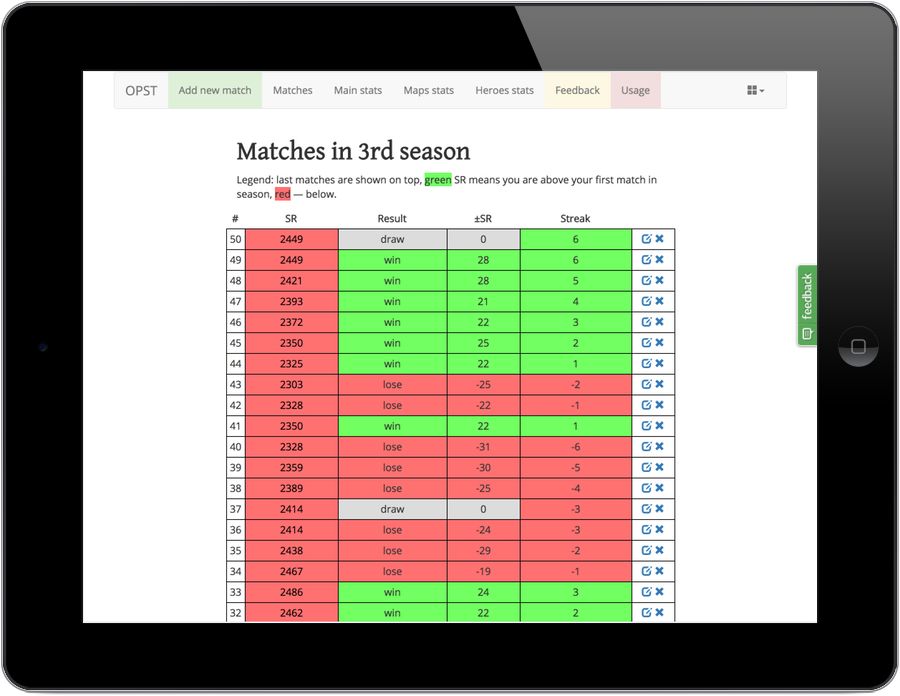 OPST Add new match Matches Main stats Maps stats Heroes stats Feedback Usage
Matches in 3rd season
Legend: last matches are shown on top, green SR means you are above your first match in
season, red — below.
# SR Result ±SR Streak
50 2449 draw 0 6
49 2449 win 28 6
48 2421 win 28 5
47 2393 win 21 4
46 2372 win 22 3
45 2350 win 25 2
44 2325 win 22 1
43 2303 lose -25 -2
42 2328 lose -22 -1
41 2350 win 22 1
40 2328 lose -31 -6
39 2359 lose -30 -5
38 2389 lose -25 -4
37 2414 draw 0 -3
36 2414 lose -24 -3
35 2438 lose -29 -2
34 2467 lose -19 -1
33 2486 win 24 3
32 2462 win 22 2
feedback